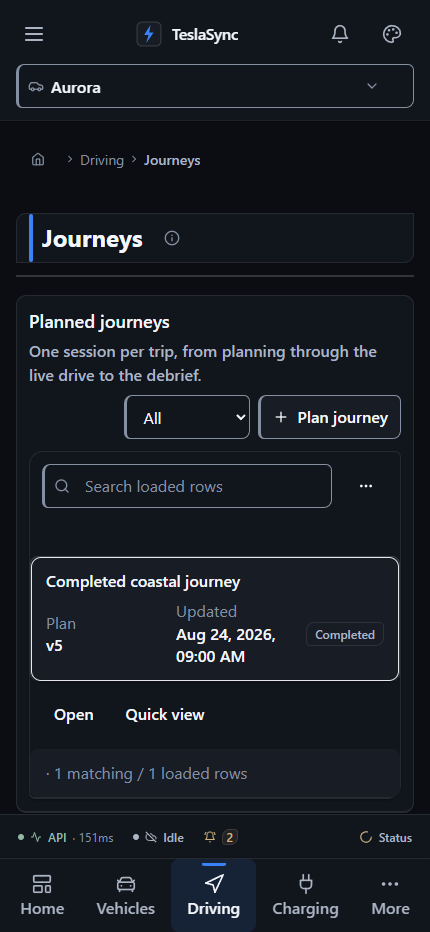 TeslaSync
Aurora
Driving > Journeys
Journeys
Planned journeys
One session per trip, from planning through the
live drive to the debrief.
All
+ Plan journey
Search loaded rows
...
Completed coastal journey
Plan
v5
Updated
Aug 24, 2026,
09:00 AM
Completed
Open
Quick view
· 1 matching / 1 loaded rows
API · 151ms
Idle
2
Status
Home
Vehicles
Driving
Charging
More